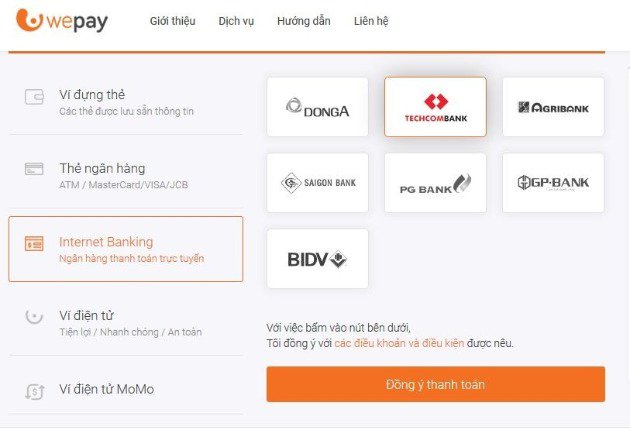 wepay
Giới thiệu
Dịch vụ
Hướng dẫn
Liên hệ
Ví đựng thẻ
Các thẻ được lưu sẵn thông tin
Thẻ ngân hàng
ATM / MasterCard/VISA/JCB
Internet Banking
Ngân hàng thanh toán trực tuyến
Ví điện tử
Tiện lợi / Nhanh chóng / An toàn
Ví điện tử MoMo
DONGA
TECHCOMBANK
AGRIBANK
SAIGON BANK
PG BANK
GP·BANK
BIDV
Với việc bấm vào nút bên dưới,
Tôi đồng ý với các điều khoản và điều kiện được nêu.
Đồng ý thanh toán